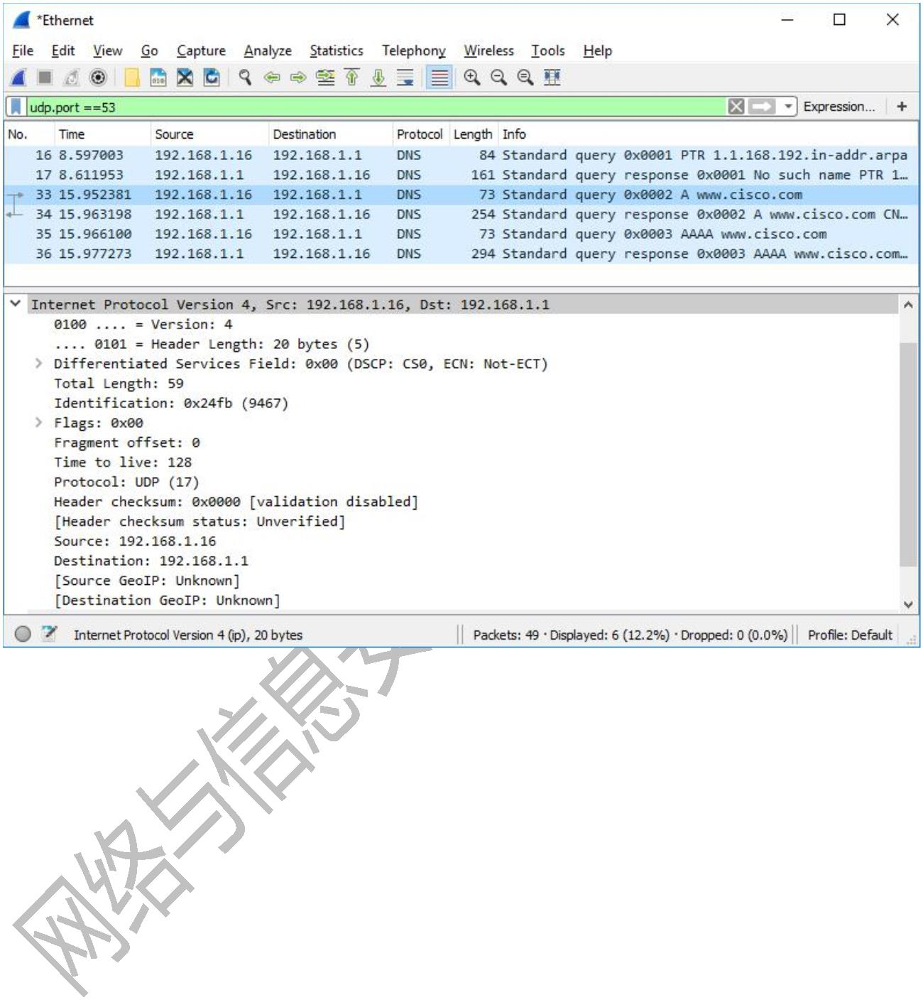 *Ethernet
File Edit View Go Capture Analyze Statistics Telephony Wireless Tools Help
udp.port ==53 Expression... +
No. Time Source Destination Protocol Length Info
16 8.597003 192.168.1.16 192.168.1.1 DNS 84 Standard query 0x0001 PTR 1.1.168.192.in-addr.arpa
17 8.611953 192.168.1.1 192.168.1.16 DNS 161 Standard query response 0x0001 No such name PTR 1…
33 15.952381 192.168.1.16 192.168.1.1 DNS 73 Standard query 0x0002 A www.cisco.com
34 15.963198 192.168.1.1 192.168.1.16 DNS 254 Standard query response 0x0002 A www.cisco.com CN…
35 15.966100 192.168.1.16 192.168.1.1 DNS 73 Standard query 0x0003 AAAA www.cisco.com
36 15.977273 192.168.1.1 192.168.1.16 DNS 294 Standard query response 0x0003 AAAA www.cisco.com…
Internet Protocol Version 4, Src: 192.168.1.16, Dst: 192.168.1.1
0100 .... = Version: 4
.... 0101 = Header Length: 20 bytes (5)
Differentiated Services Field: 0x00 (DSCP: CS0, ECN: Not-ECT)
Total Length: 59
Identification: 0x24fb (9467)
Flags: 0x00
Fragment offset: 0
Time to live: 128
Protocol: UDP (17)
Header checksum: 0x0000 [validation disabled]
[Header checksum status: Unverified]
Source: 192.168.1.16
Destination: 192.168.1.1
[Source GeoIP: Unknown]
[Destination GeoIP: Unknown]
Internet Protocol Version 4 (ip), 20 bytes Packets: 49 · Displayed: 6 (12.2%) · Dropped: 0 (0.0%) Profile: Default
网络与信息